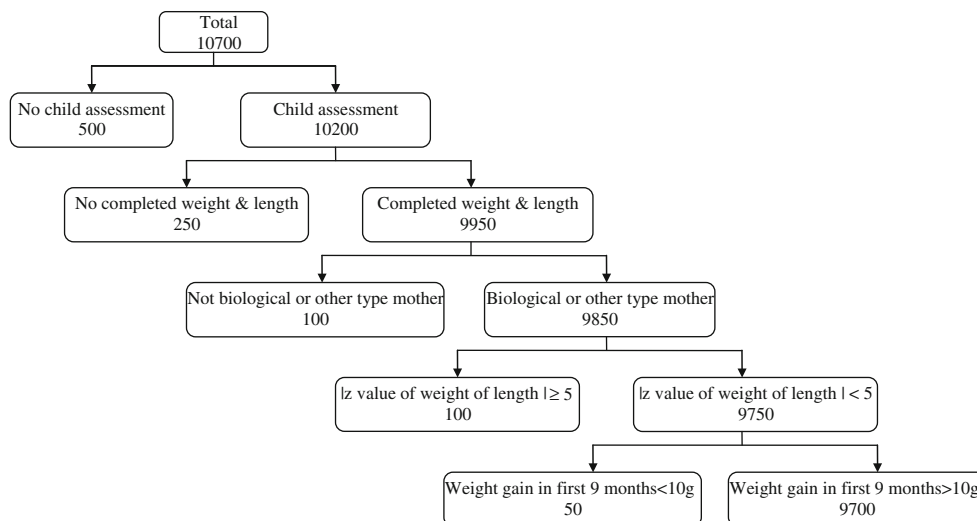 Total
10700
No child assessment
500
Child assessment
10200
No completed weight & length
250
Completed weight & length
9950
Not biological or other type mother
100
Biological or other type mother
9850
|z value of weight of length | ≥ 5
100
|z value of weight of length | < 5
9750
Weight gain in first 9 months<10g
50
Weight gain in first 9 months>10g
9700